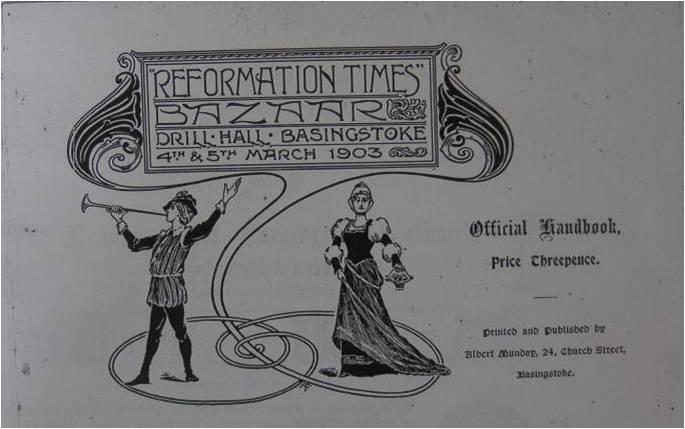 "REFORMATION TIMES"
BAZAAR
DRILL·HALL·BASINGSTOKE
4TH & 5TH MARCH 1903
Official Handbook,
Price Threepence.
Printed and Published by
Albert Munday, 24, Church Street,
Basingstoke.